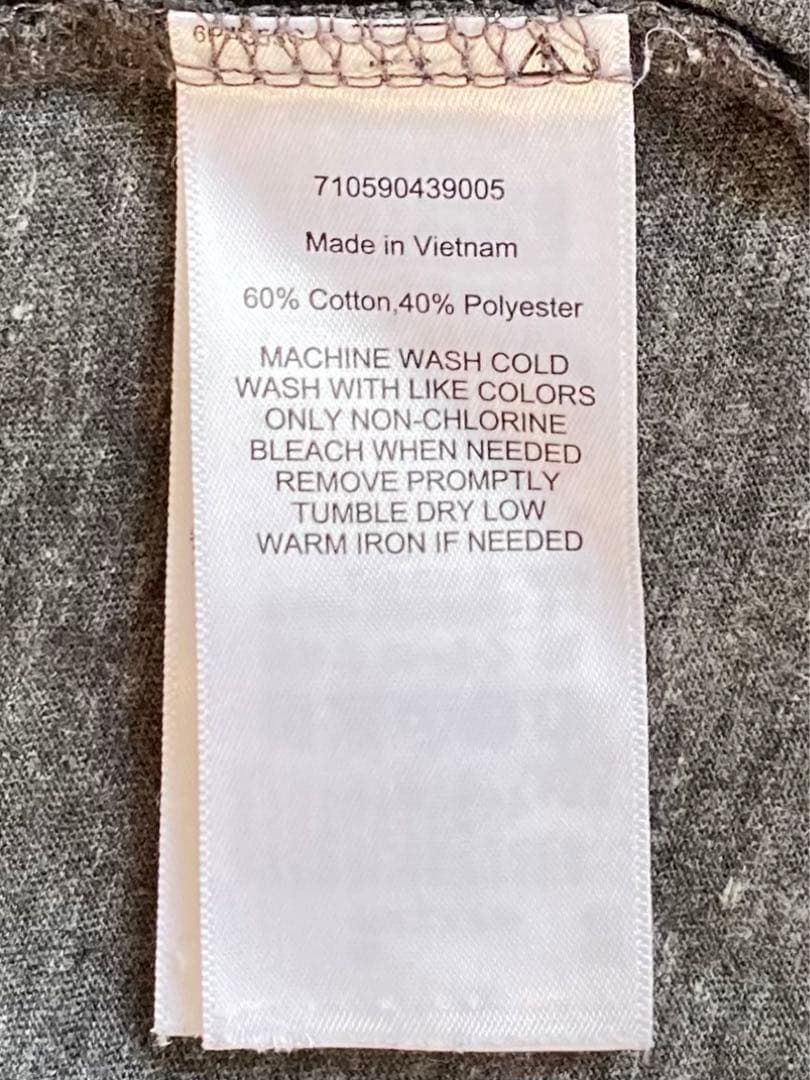 710590439005
Made in Vietnam
60% Cotton,40% Polyester
MACHINE WASH COLD
WASH WITH LIKE COLORS
ONLY NON-CHLORINE
BLEACH WHEN NEEDED
REMOVE PROMPTLY
TUMBLE DRY LOW
WARM IRON IF NEEDED